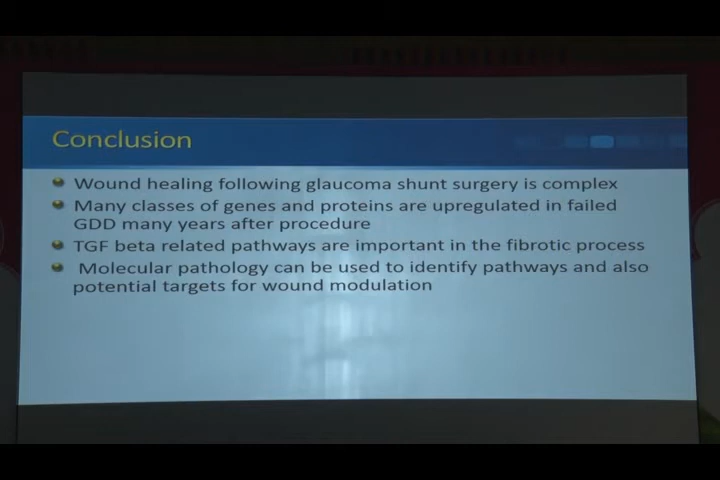 Conclusion
Wound healing following glaucoma shunt surgery is complex
Many classes of genes and proteins are upregulated in failed
GDD many years after procedure
TGF beta related pathways are important in the fibrotic process
Molecular pathology can be used to identify pathways and also
potential targets for wound modulation